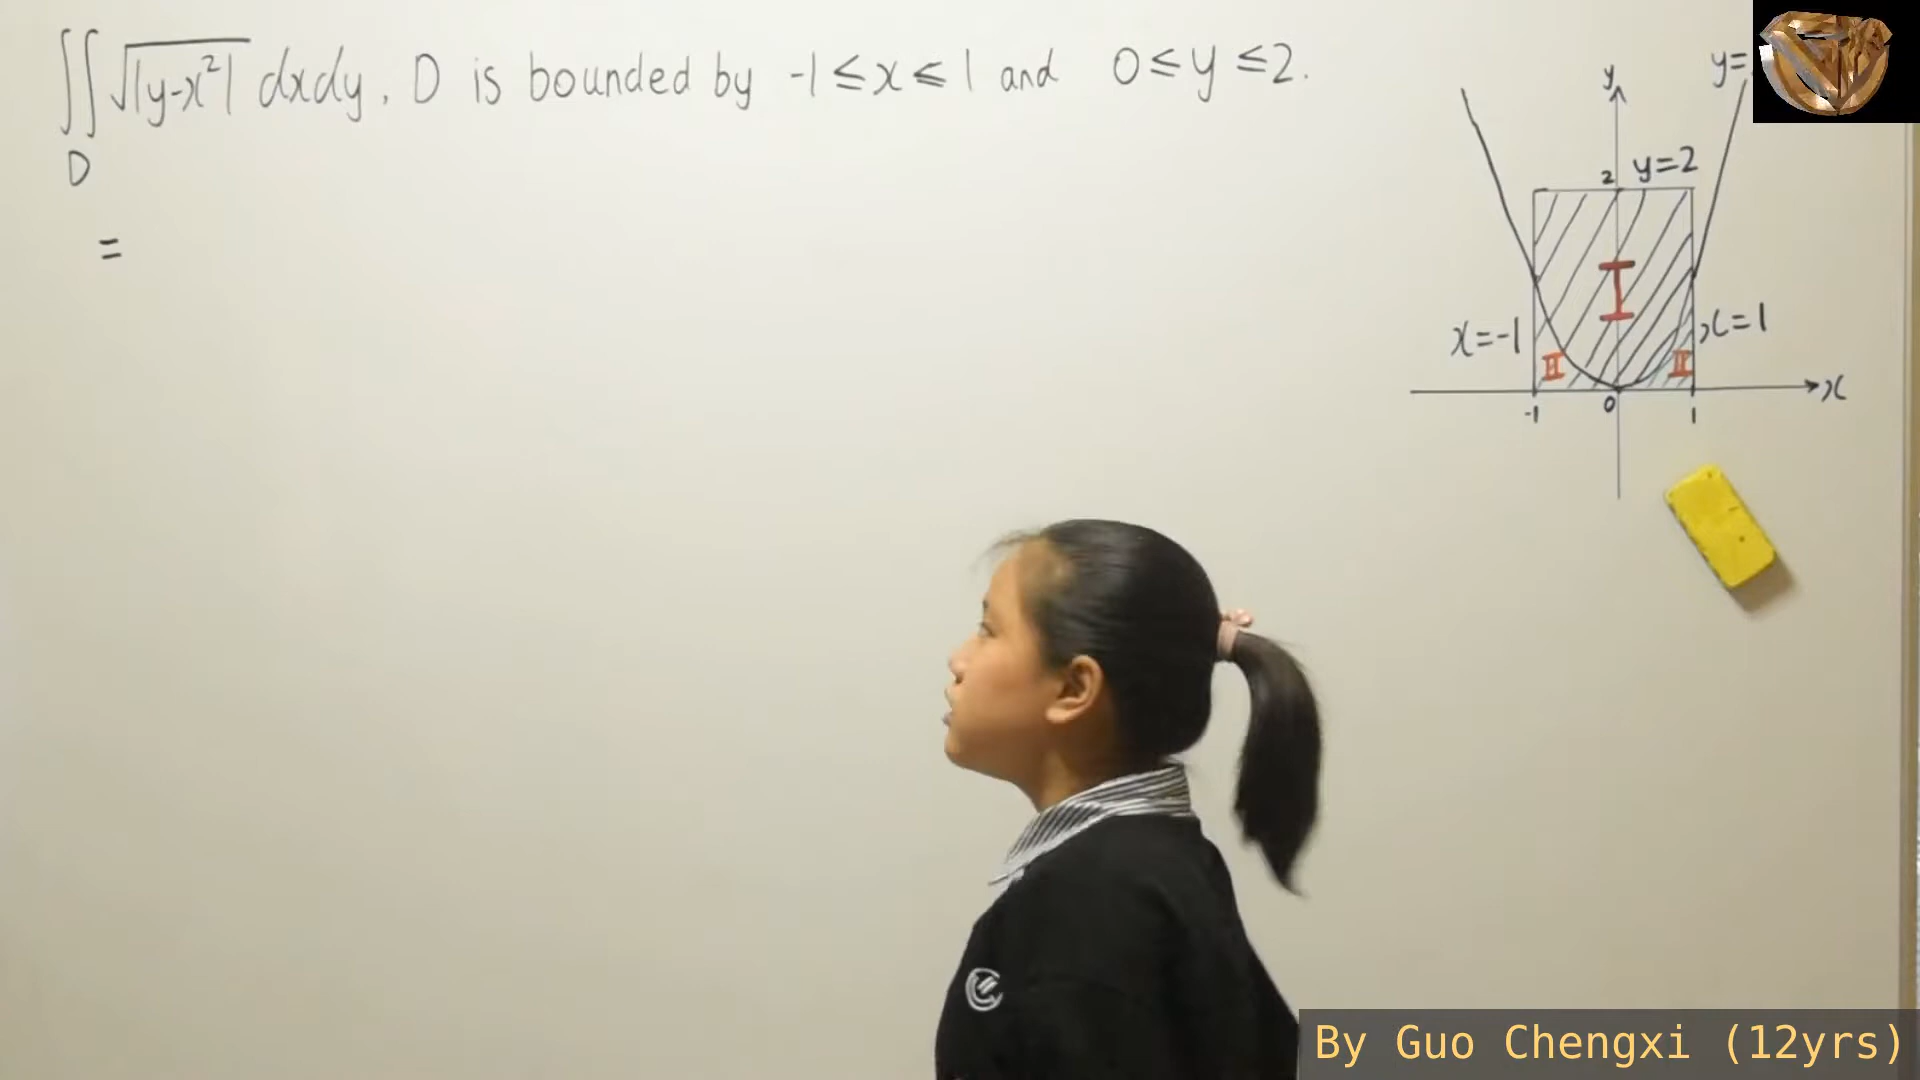 ∬ √|y-x²| dxdy, D is bounded by -1 ≤ x ≤ 1 and 0 ≤ y ≤ 2.
D
=
y
y=
2 y=2
I
x=-1
x=1
II II
x
-1 0 1
By Guo Chengxi (12yrs)